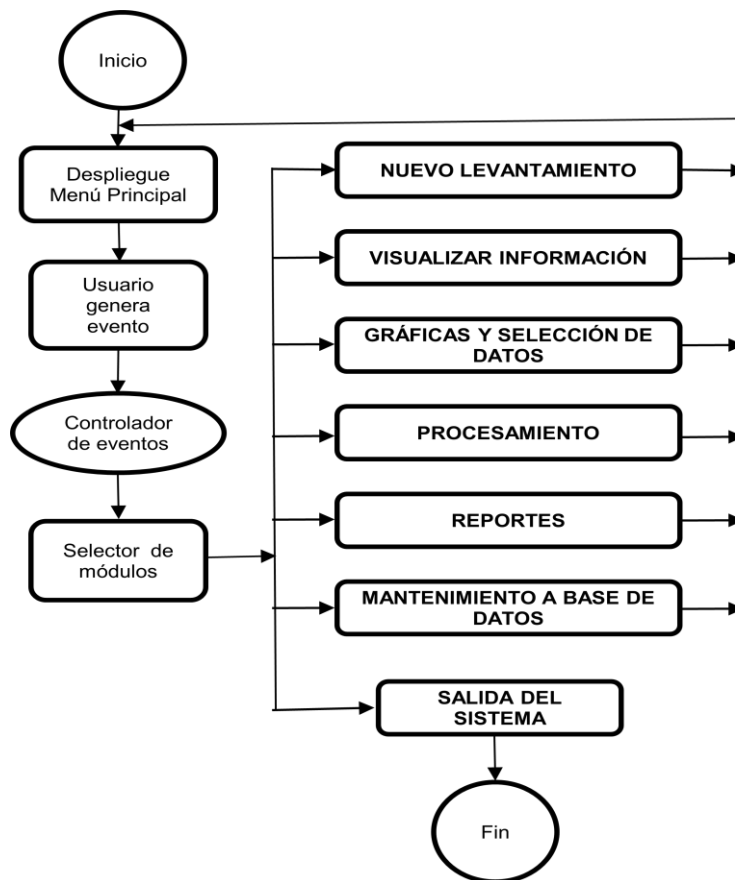 Inicio
Despliegue
Menú Principal
Usuario
genera
evento
Controlador
de eventos
Selector de
módulos
NUEVO LEVANTAMIENTO
VISUALIZAR INFORMACIÓN
GRÁFICAS Y SELECCIÓN DE
DATOS
PROCESAMIENTO
REPORTES
MANTENIMIENTO A BASE DE
DATOS
SALIDA DEL
SISTEMA
Fin